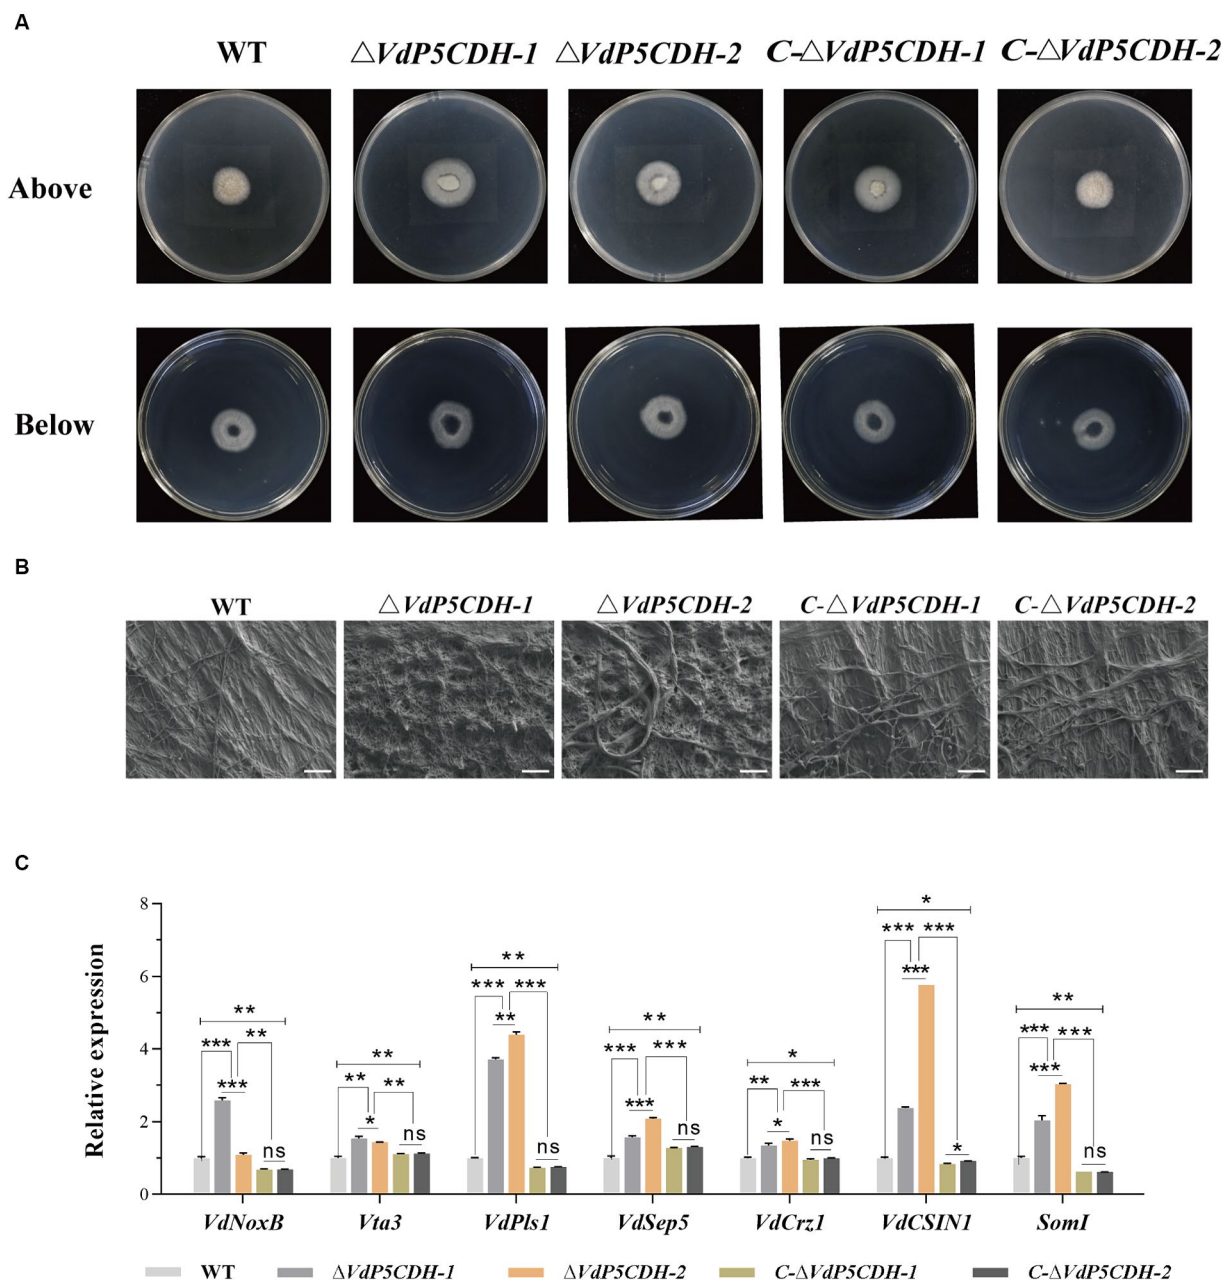 A
WT △VdP5CDH-1 △VdP5CDH-2 C-△VdP5CDH-1 C-△VdP5CDH-2
Above
Below
B
WT △VdP5CDH-1 △VdP5CDH-2 C-△VdP5CDH-1 C-△VdP5CDH-2
C
Relative expression
8
6
4
2
0
** *** ** *** ns
** ** ** * ns
** *** *** ** ns
** *** *** *** ns
* ** *** * ns
* *** *** *** *
** *** *** *** ns
VdNoxB Vta3 VdPls1 VdSep5 VdCrz1 VdCSIN1 SomI
WT ΔVdP5CDH-1 ΔVdP5CDH-2 C-ΔVdP5CDH-1 C-ΔVdP5CDH-2